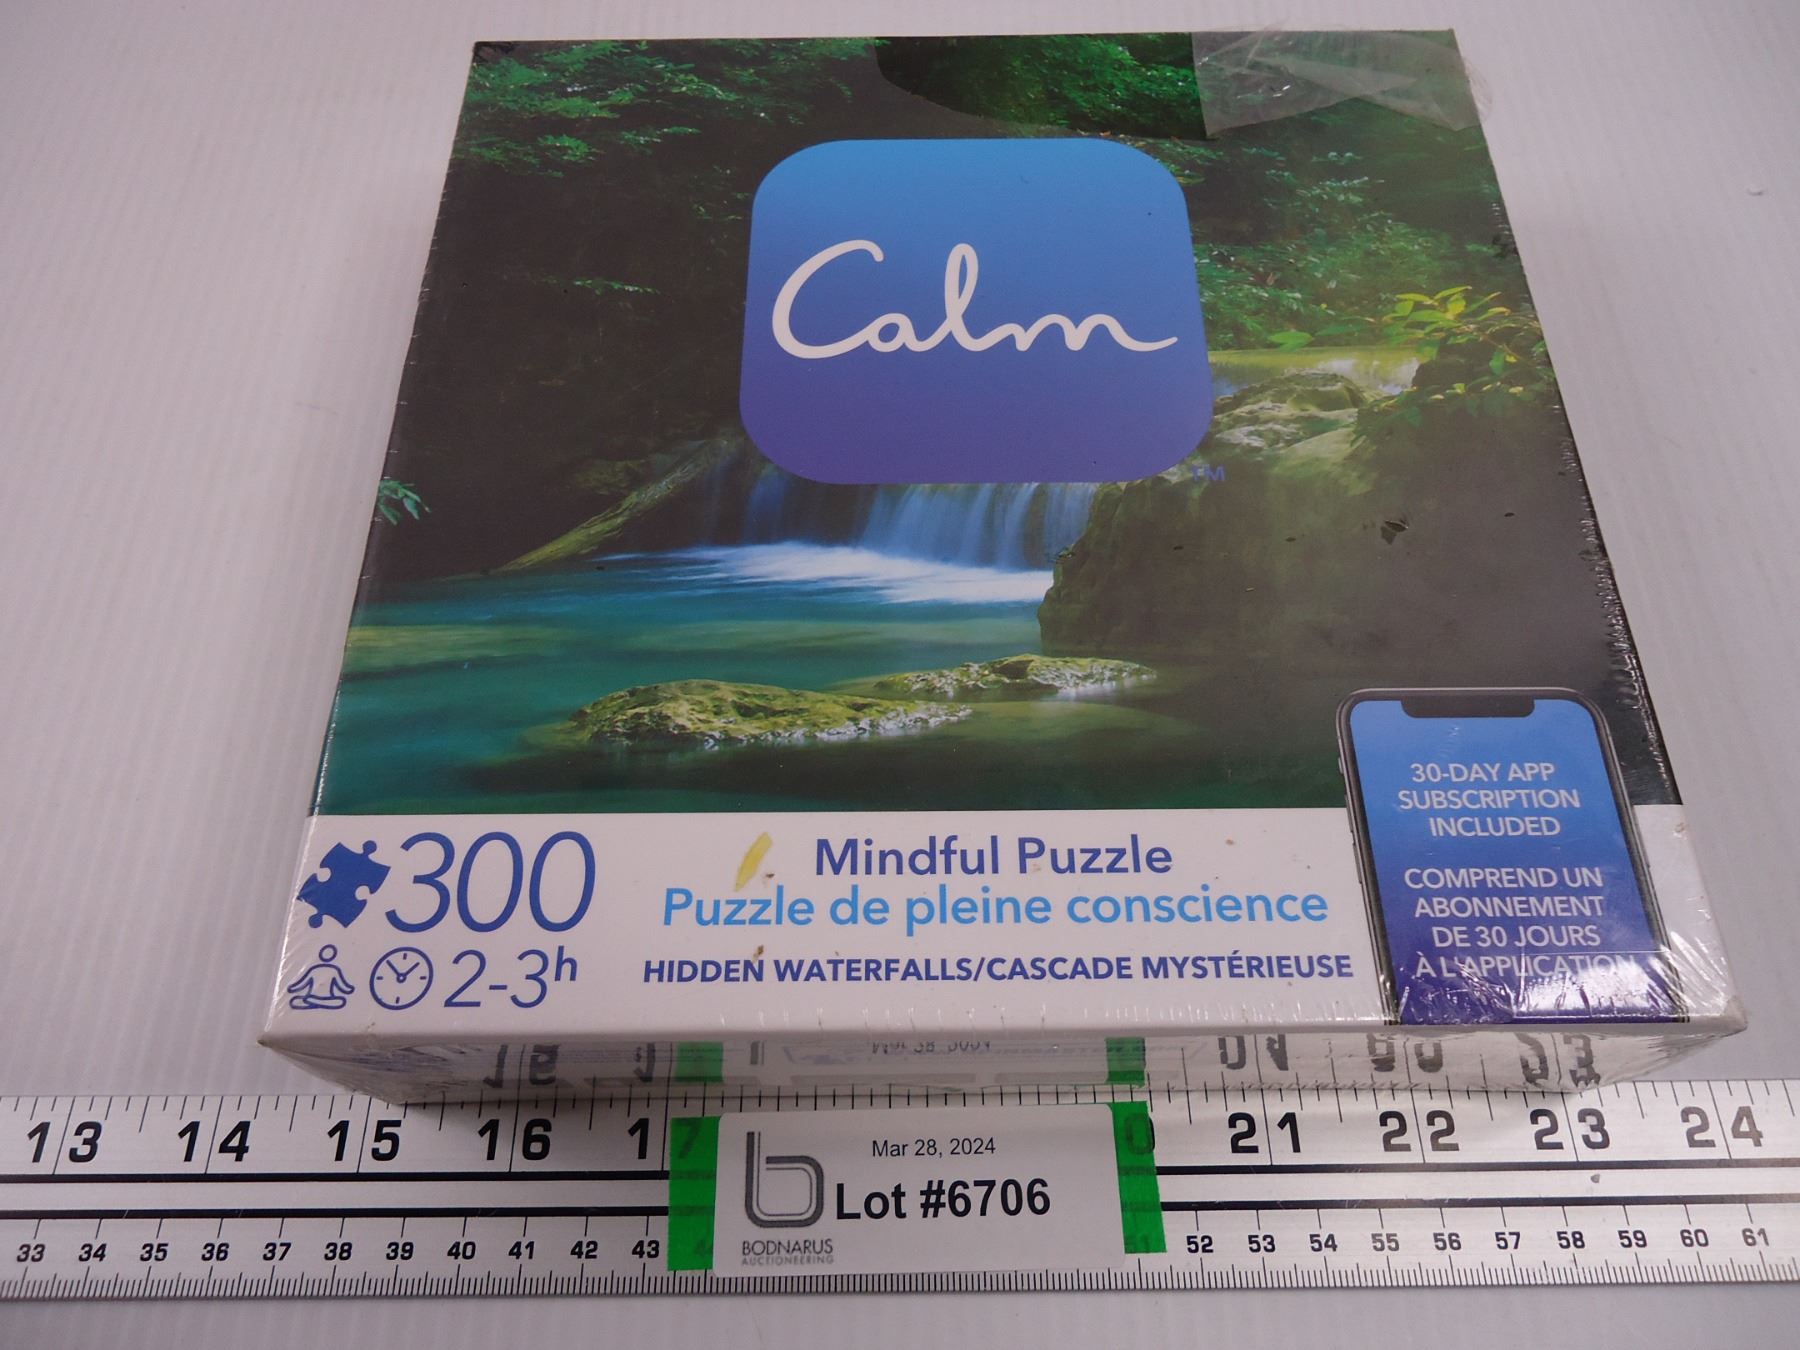 Calm
TM
30-DAY APP
SUBSCRIPTION
INCLUDED
COMPREND UN
ABONNEMENT
DE 30 JOURS
À L'APPLICATION
300
2-3h
Mindful Puzzle
Puzzle de pleine conscience
HIDDEN WATERFALLS/CASCADE MYSTÉRIEUSE
13 14 15 16 17 21 22 23 24
Mar 28, 2024
Lot #6706
BODNARUS
AUCTIONEERING
33 34 35 36 37 38 39 40 41 42 43 52 53 54 55 56 57 58 59 60 61